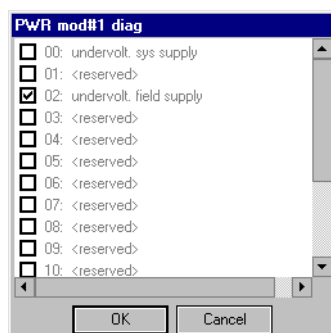 PWR mod#1 diag
00: undervolt. sys supply
01: <reserved>
02: undervolt. field supply
03: <reserved>
04: <reserved>
05: <reserved>
06: <reserved>
07: <reserved>
08: <reserved>
09: <reserved>
10: <reserved>
OK Cancel